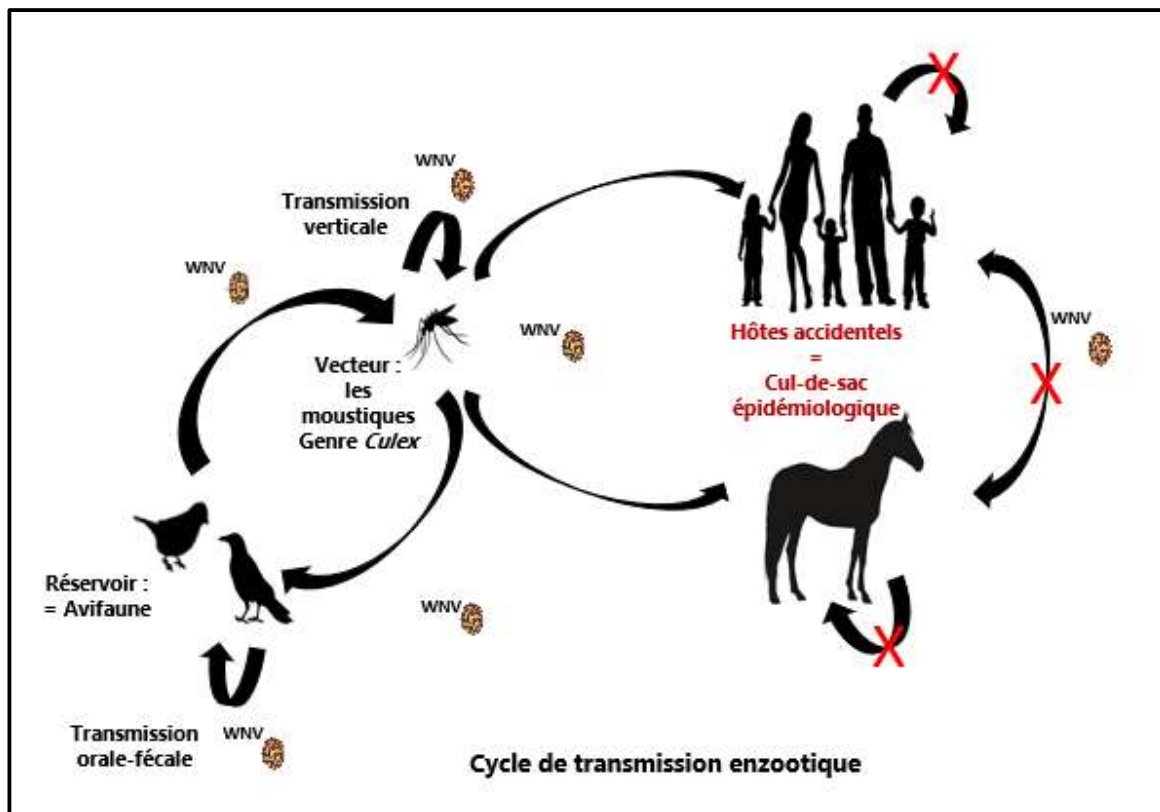 WNV
Transmission
verticale
WNV
WNV
WNV
Vecteur :
les
moustiques
Genre Culex
Hôtes accidentels
=
Cul-de-sac
épidémiologique
Réservoir :
= Avifaune
WNV
Transmission
orale-fécale
WNV
Cycle de transmission enzootique